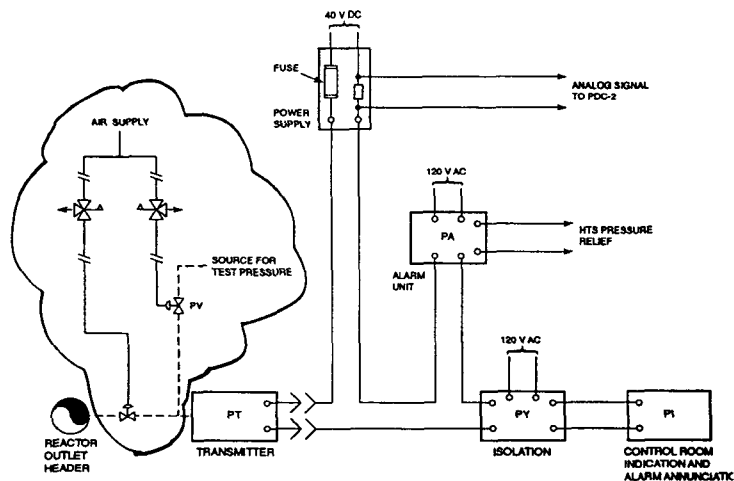 40 V DC
FUSE
POWER
SUPPLY
ANALOG SIGNAL
TO PDC-2
AIR SUPPLY
120 V AC
PA
HTS PRESSURE
RELIEF
ALARM
UNIT
SOURCE FOR
TEST PRESSURE
PV
120 V AC
PT
PY
PI
REACTOR
OUTLET
HEADER
TRANSMITTER
ISOLATION
CONTROL ROOM
INDICATION AND
ALARM ANNUNCIATIC